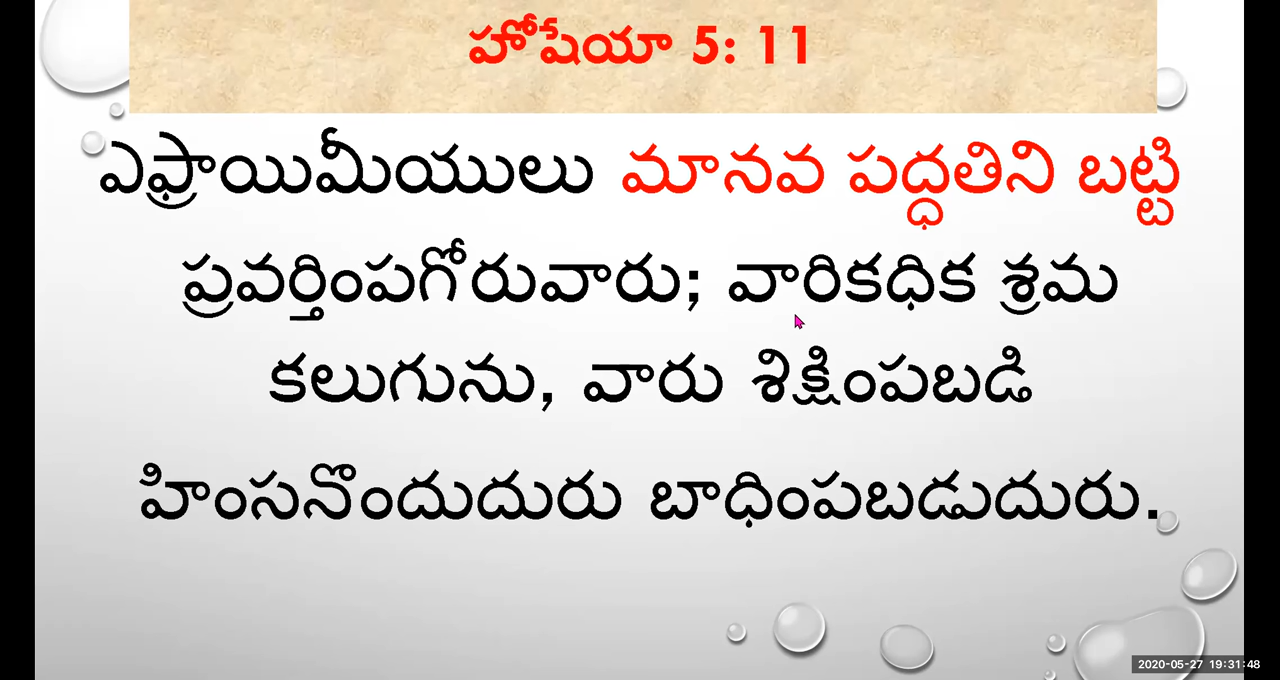 హోషేయా 5: 11
ఎఫ్రాయిమీయులు మానవ పద్ధతిని బట్టి
ప్రవర్తింపగోరువారు; వారికధిక శ్రమ
కలుగును, వారు శిక్షింపబడి
హింసనొందుదురు బాధింపబడుదురు.
2020-05-27 19:31:48